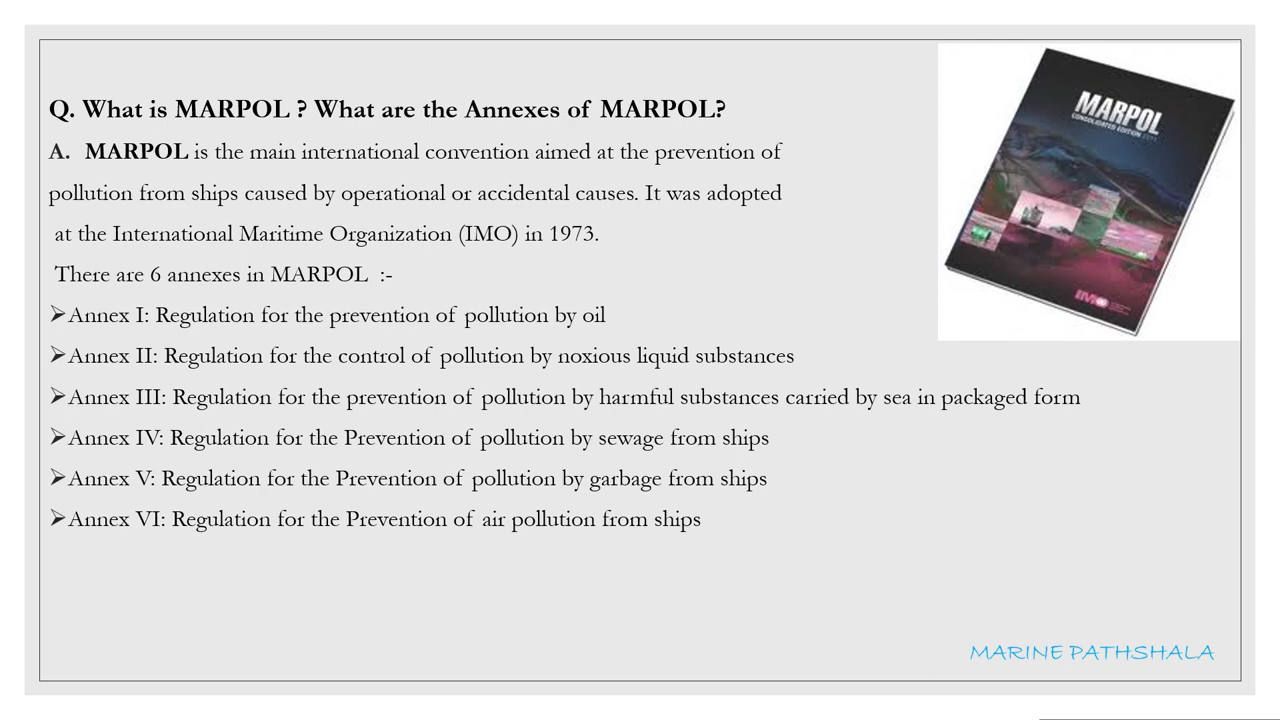 Q. What is MARPOL ? What are the Annexes of MARPOL?
A. MARPOL is the main international convention aimed at the prevention of
pollution from ships caused by operational or accidental causes. It was adopted
at the International Maritime Organization (IMO) in 1973.
There are 6 annexes in MARPOL :-
➢Annex I: Regulation for the prevention of pollution by oil
➢Annex II: Regulation for the control of pollution by noxious liquid substances
➢Annex III: Regulation for the prevention of pollution by harmful substances carried by sea in packaged form
➢Annex IV: Regulation for the Prevention of pollution by sewage from ships
➢Annex V: Regulation for the Prevention of pollution by garbage from ships
➢Annex VI: Regulation for the Prevention of air pollution from ships
MARPOL
CONSOLIDATED EDITION 2011
IMO
MARINE PATHSHALA